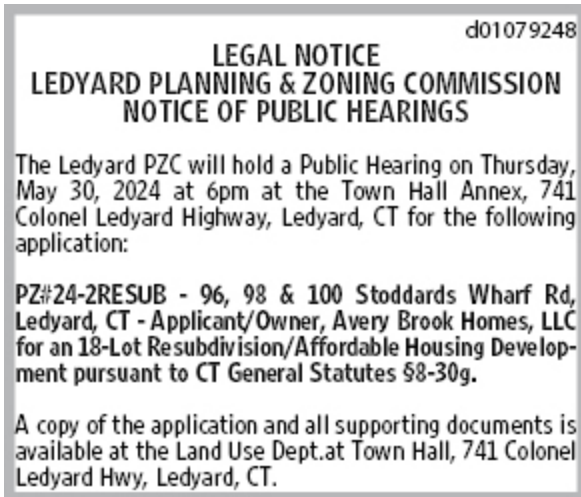 d01079248
LEGAL NOTICE
LEDYARD PLANNING & ZONING COMMISSION
NOTICE OF PUBLIC HEARINGS
The Ledyard PZC will hold a Public Hearing on Thursday,
May 30, 2024 at 6pm at the Town Hall Annex, 741
Colonel Ledyard Highway, Ledyard, CT for the following
application:
PZ#24-2RESUB - 96, 98 & 100 Stoddards Wharf Rd,
Ledyard, CT - Applicant/Owner, Avery Brook Homes, LLC
for an 18-Lot Resubdivision/Affordable Housing Develop-
ment pursuant to CT General Statutes §8-30g.
A copy of the application and all supporting documents is
available at the Land Use Dept.at Town Hall, 741 Colonel
Ledyard Hwy, Ledyard, CT.